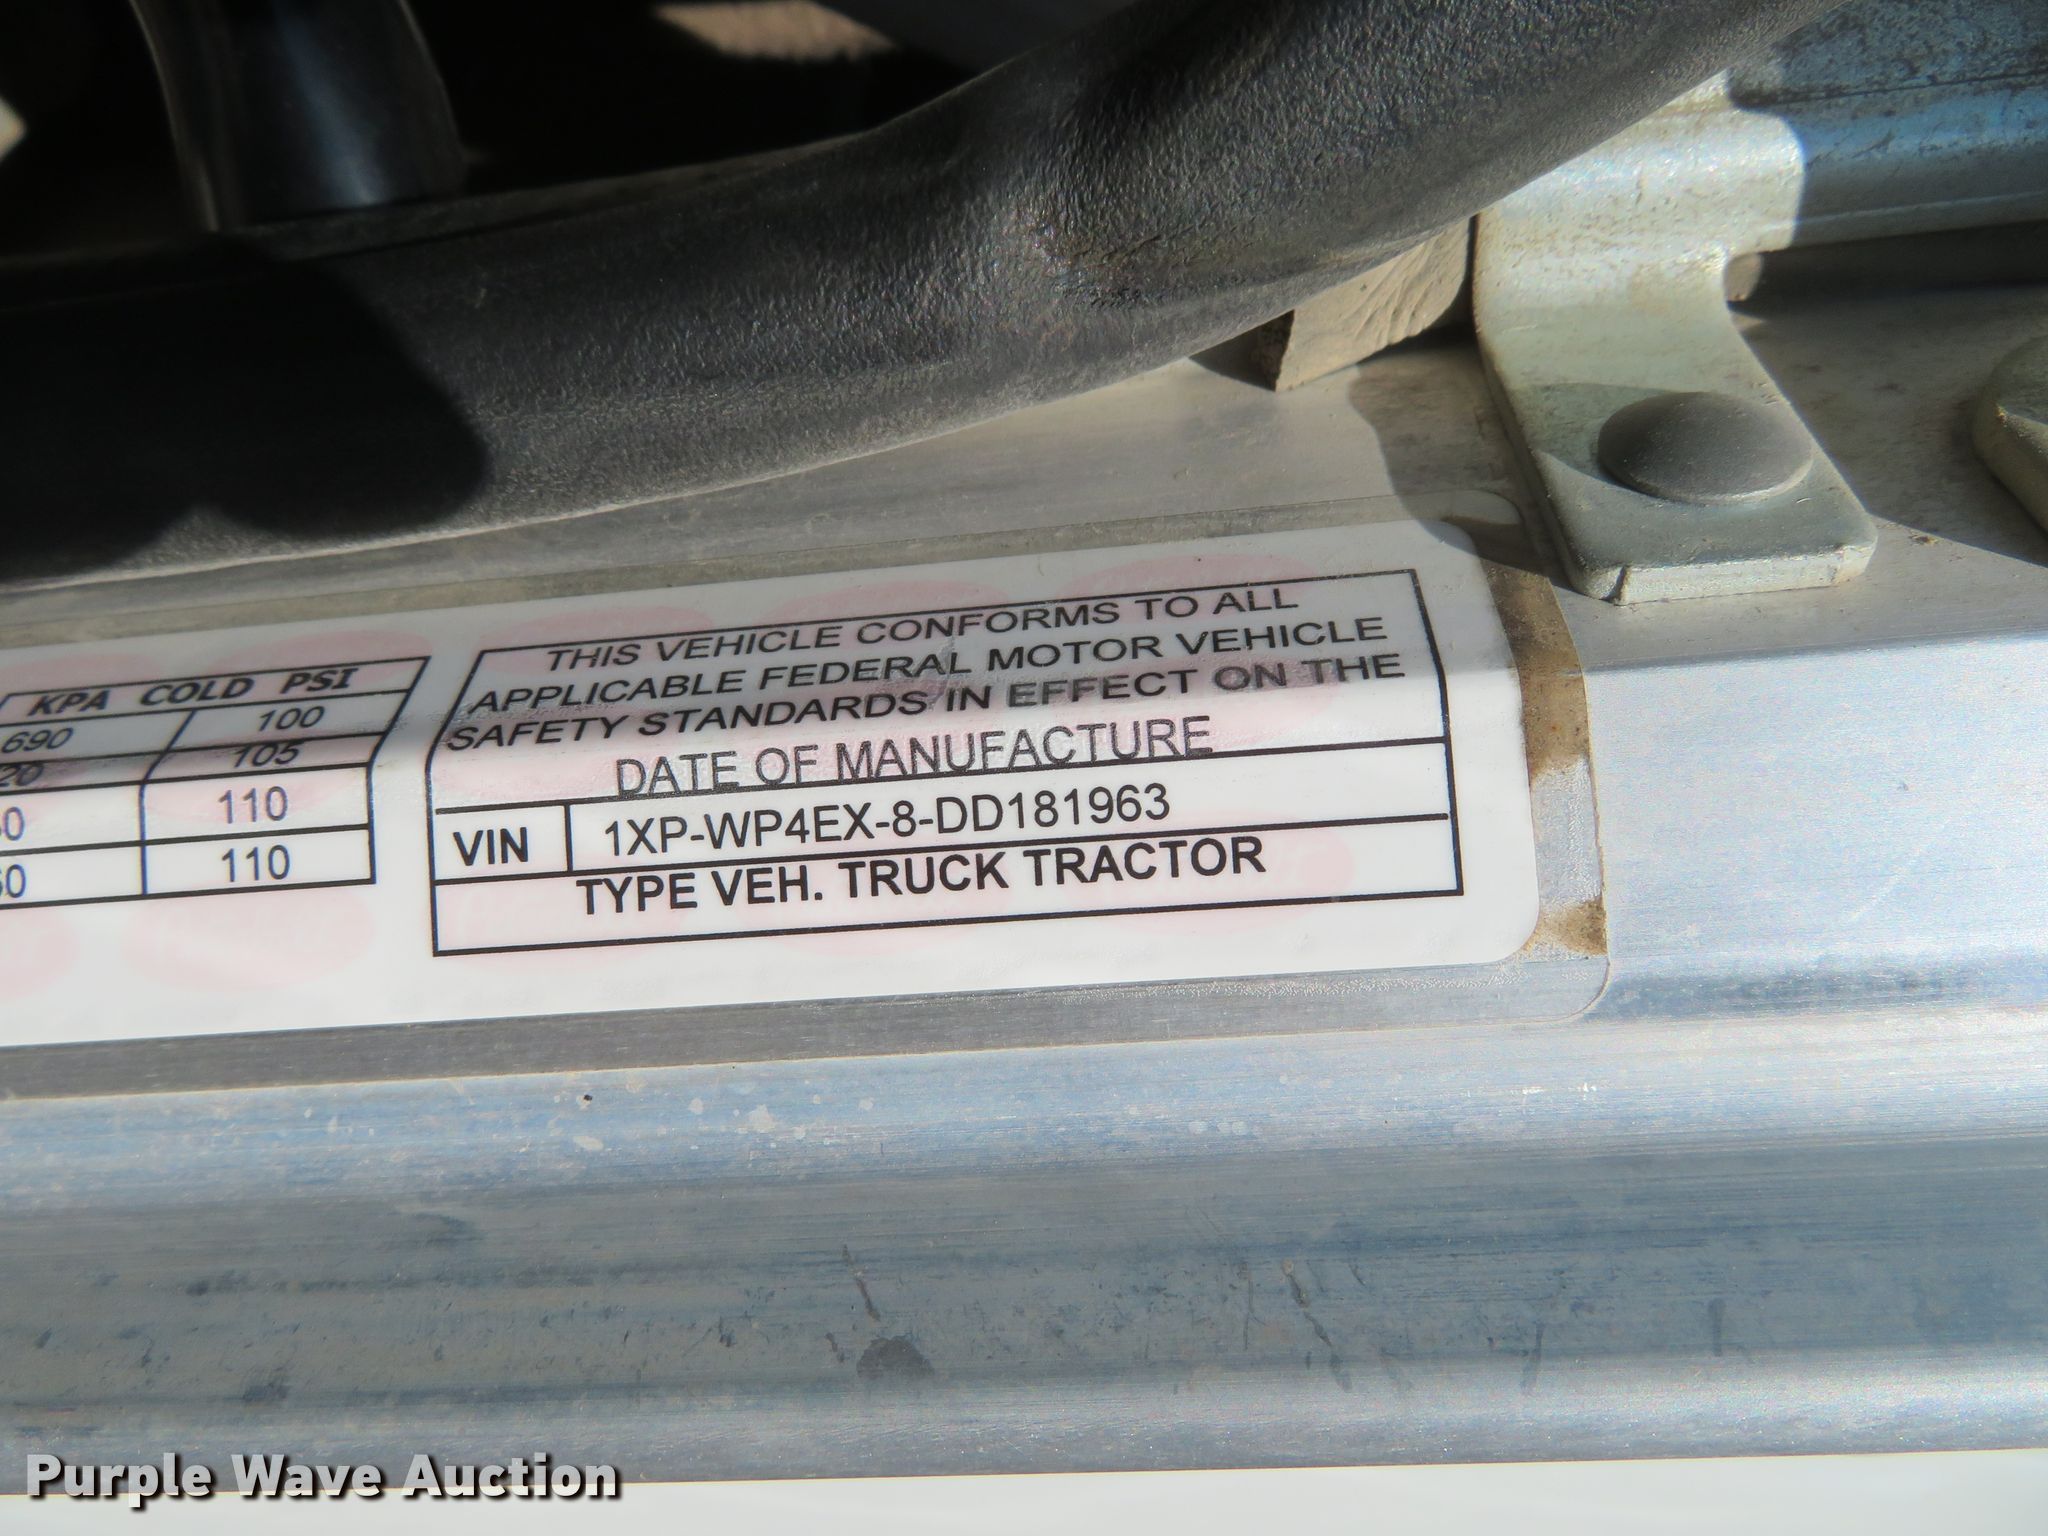 KPA COLD PSI
690 100
20 105
110
60 110
THIS VEHICLE CONFORMS TO ALL
APPLICABLE FEDERAL MOTOR VEHICLE
SAFETY STANDARDS IN EFFECT ON THE
DATE OF MANUFACTURE
VIN 1XP-WP4EX-8-DD181963
TYPE VEH. TRUCK TRACTOR
Purple Wave Auction